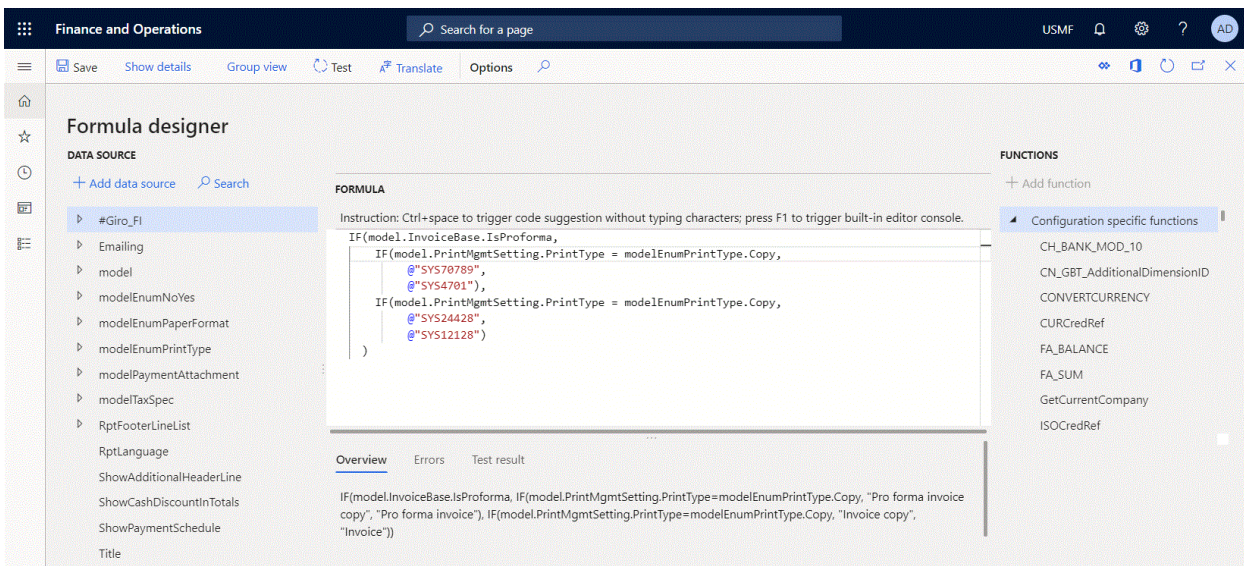 Finance and Operations
Search for a page
USMF
?
AD
Save
Show details
Group view
Test
Translate
Options
Formula designer
DATA SOURCE
Add data source
Search
#Giro_FI
Emailing
model
modelEnumNoYes
modelEnumPaperFormat
modelEnumPrintType
modelPaymentAttachment
modelTaxSpec
RptFooterLineList
RptLanguage
ShowAdditionalHeaderLine
ShowCashDiscountInTotals
ShowPaymentSchedule
Title
FORMULA
Instruction: Ctrl+space to trigger code suggestion without typing characters; press F1 to trigger built-in editor console.
IF(model.InvoiceBase.IsProforma,
IF(model.PrintMgmtSetting.PrintType = modelEnumPrintType.Copy,
@"SYS70789",
@"SYS4701"),
IF(model.PrintMgmtSetting.PrintType = modelEnumPrintType.Copy,
@"SYS24428",
@"SYS12128")
)
Overview
Errors
Test result
IF(model.InvoiceBase.IsProforma, IF(model.PrintMgmtSetting.PrintType=modelEnumPrintType.Copy, "Pro forma invoice
copy", "Pro forma invoice"), IF(model.PrintMgmtSetting.PrintType=modelEnumPrintType.Copy, "Invoice copy",
"Invoice"))
FUNCTIONS
Add function
Configuration specific functions
CH_BANK_MOD_10
CN_GBT_AdditionalDimensionID
CONVERTCURRENCY
CURCredRef
FA_BALANCE
FA_SUM
GetCurrentCompany
ISOCredRef